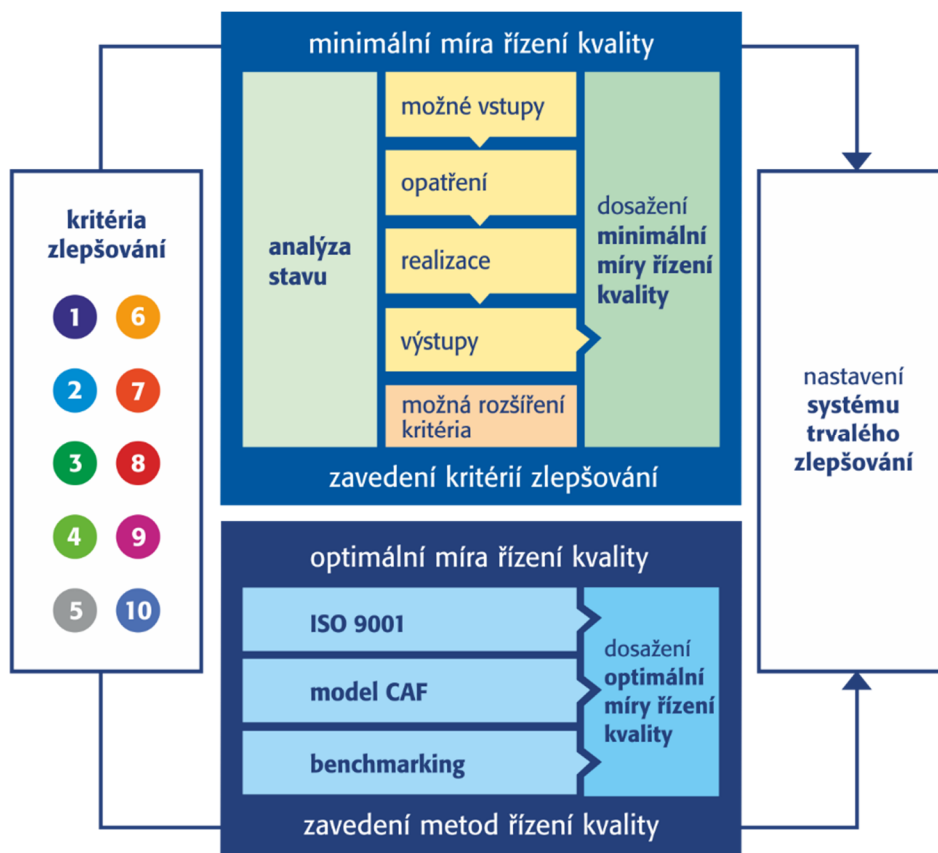 minimální míra řízení kvality
kritéria
zlepšování
1
6
2
7
3
8
4
9
5
10
analýza
stavu
možné vstupy
opatření
realizace
výstupy
možná rozšíření
kritéria
dosažení
minimální
míry řízení
kvality
zavedení kritérií zlepšování
optimální míra řízení kvality
ISO 9001
model CAF
benchmarking
dosažení
optimální
míry řízení
kvality
zavedení metod řízení kvality
nastavení
systému
trvalého
zlepšování